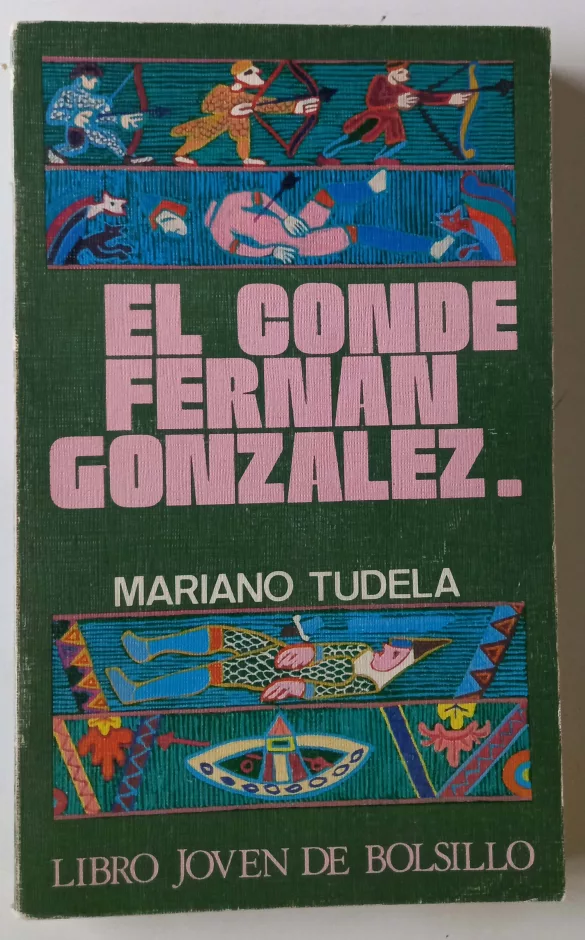 EL CONDE
FERNAN
GONZALEZ.
MARIANO TUDELA
LIBRO JOVEN DE BOLSILLO